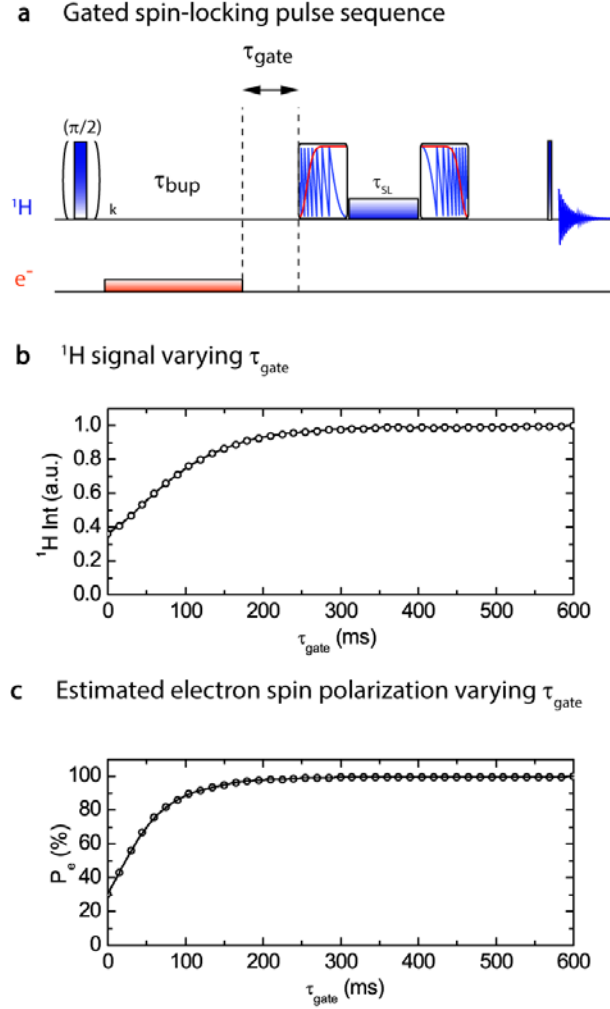 a Gated spin-locking pulse sequence
τgate
(π/2)
k
τbup
τSL
¹H
e⁻
b ¹H signal varying τgate
¹H Int (a.u.)
1.0
0.8
0.6
0.4
0.2
0.0
0 100 200 300 400 500 600
τgate (ms)
c Estimated electron spin polarization varying τgate
Pe (%)
100
80
60
40
20
0
0 100 200 300 400 500 600
τgate (ms)